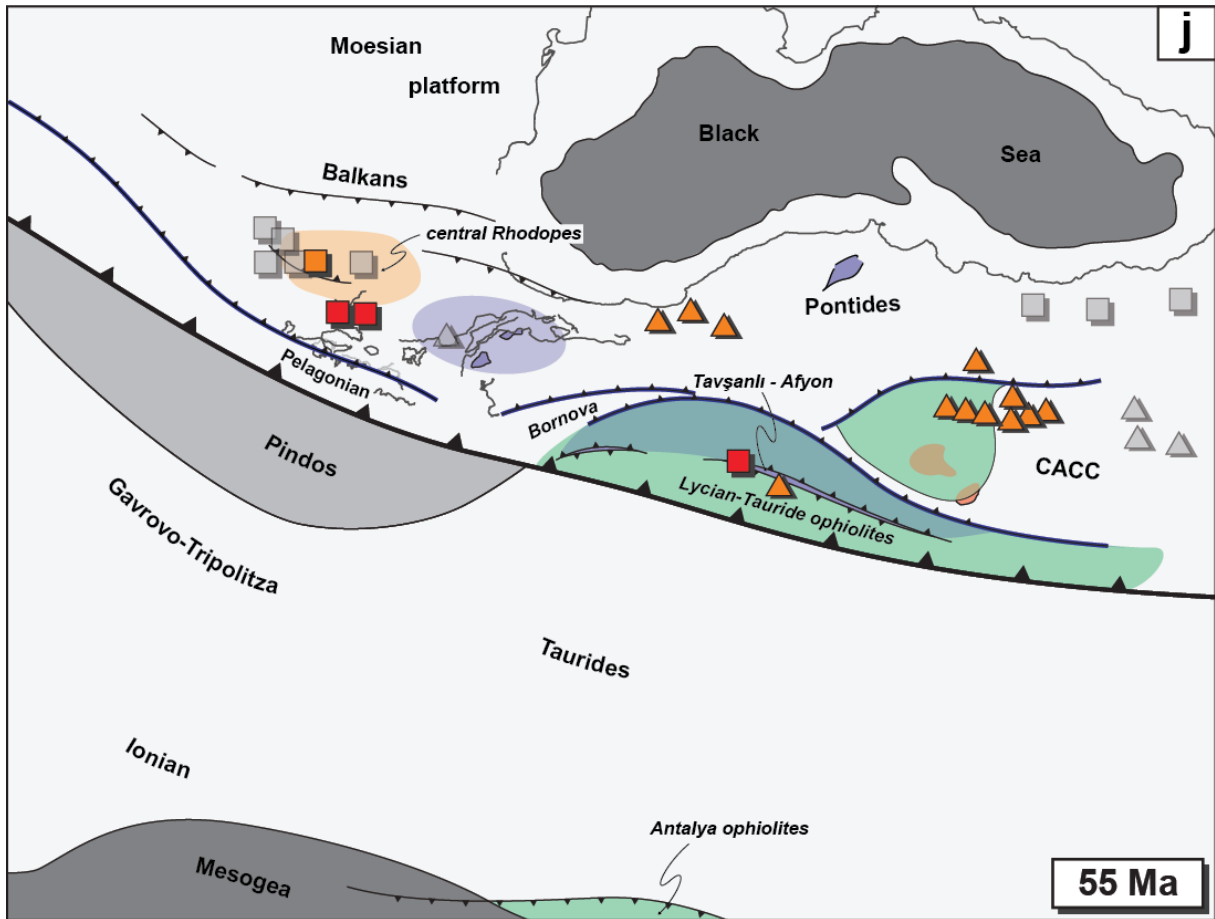 j
Moesian
platform
Black
Sea
Balkans
central Rhodopes
Pontides
Pelagonian
Tavşanlı - Afyon
Bornova
Pindos
CACC
Lycian-Tauride ophiolites
Gavrovo-Tripolitza
Taurides
Ionian
Antalya ophiolites
Mesogea
55 Ma